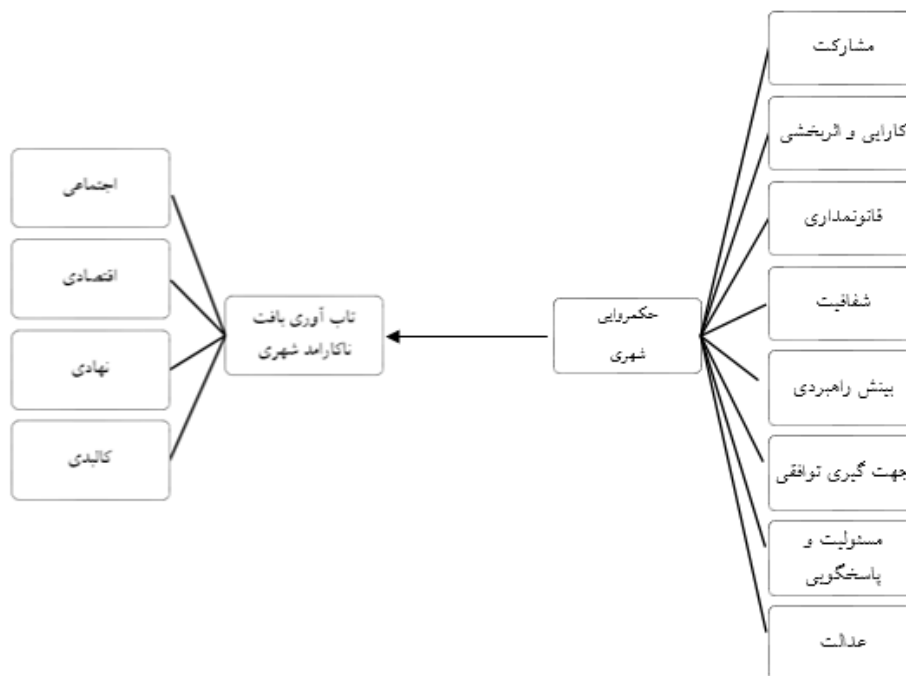 مشارکت
کارایی و اثربخشی
قانونمداری
شفافیت
بینش راهبردی
جهت گیری توافقی
مسئولیت و
پاسخگویی
عدالت
حکمروایی
شهری
تاب آوری بافت
ناکارامد شهری
اجتماعی
اقتصادی
نهادی
کالبدی